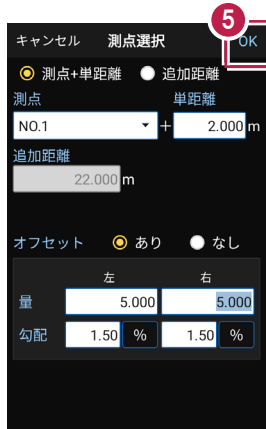 5
キャンセル 測点選択 OK
測点+単距離 追加距離
測点 単距離
NO.1 + 2.000 m
追加距離
22.000 m
オフセット あり なし
左 右
量 5.000 5.000
勾配 1.50 % 1.50 %